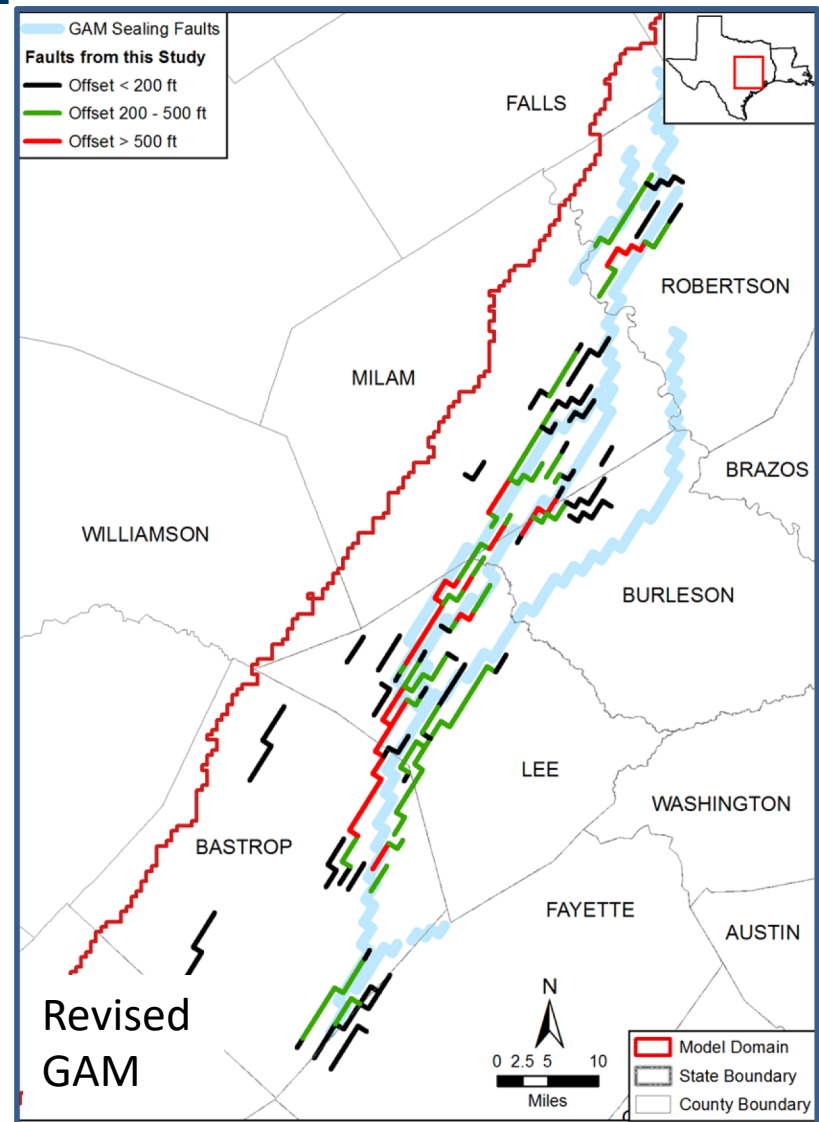 GAM Sealing Faults
Faults from this Study
Offset < 200 ft
Offset 200 - 500 ft
Offset > 500 ft
FALLS
ROBERTSON
MILAM
BRAZOS
WILLIAMSON
BURLESON
LEE
WASHINGTON
BASTROP
FAYETTE
AUSTIN
Revised
GAM
N
0 2.5 5 10
Miles
Model Domain
State Boundary
County Boundary